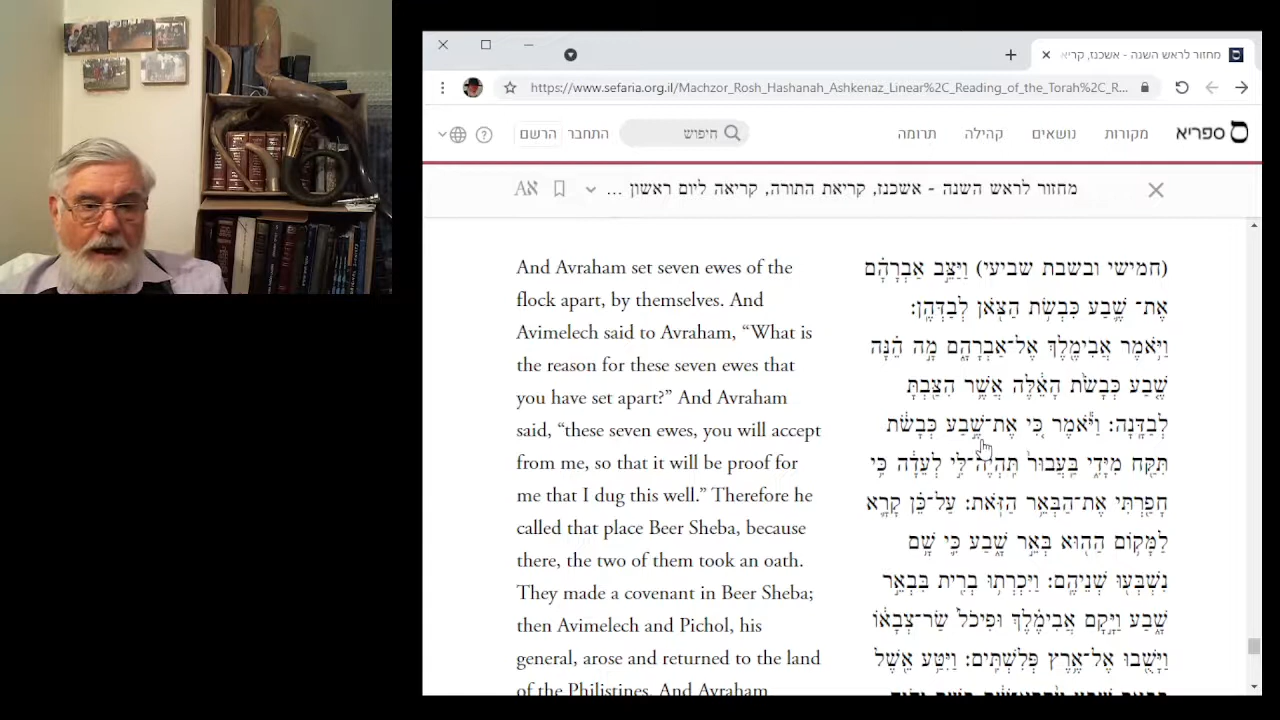 מחזור לראש השנה - אשכנז, קריא
https://www.sefaria.org.il/Machzor_Rosh_Hashanah_Ashkenaz_Linear%2C_Reading_of_the_Torah%2C_R...
ספריא
מקורות
נושאים
קהילה
תרומה
חיפוש
התחבר
הרשם
מחזור לראש השנה - אשכנז, קריאת התורה, קריאה ליום ראשון ...
אA
And Avraham set seven ewes of the
flock apart, by themselves. And
Avimelech said to Avraham, “What is
the reason for these seven ewes that
you have set apart?” And Avraham
said, “these seven ewes, you will accept
from me, so that it will be proof for
me that I dug this well.” Therefore he
called that place Beer Sheba, because
there, the two of them took an oath.
They made a covenant in Beer Sheba;
then Avimelech and Pichol, his
general, arose and returned to the land
of the Philistines. And Avraham
(חמישי ובשבת שביעי) וַיַּצֵּ֣ב אַבְרָהָ֗ם
אֶת־ שֶׁ֛בַע כִּבְשֹׂ֥ת הַצֹּ֖אן לְבַדְּהֶֽן:
וַיֹּ֥אמֶר אֲבִימֶ֖לֶךְ אֶל־אַבְרָהָ֑ם מָ֣ה הֵ֗נָּה
שֶׁ֤בַע כְּבָשֹׂת֙ הָאֵ֔לֶּה אֲשֶׁ֥ר הִצַּ֖בְתָּ
לְבַדָּֽנָה: וַיֹּ֕אמֶר כִּ֚י אֶת־שֶׁ֣בַע כְּבָשֹׂ֔ת
תִּקַּ֖ח מִיָּדִ֑י בַּֽעֲבוּר֙ תִּֽהְיֶה־לִּ֣י לְעֵדָ֔ה כִּ֥י
חָפַ֖רְתִּי אֶת־הַבְּאֵ֥ר הַזֹּֽאת: עַל־כֵּ֗ן קָרָ֛א
לַמָּק֥וֹם הַה֖וּא בְּאֵ֣ר שָׁ֑בַע כִּ֛י שָׁ֥ם
נִשְׁבְּע֖וּ שְׁנֵיהֶֽם: וַיִּכְרְת֥וּ בְרִ֖ית בִּבְאֵ֣ר
שָׁ֑בַע וַיָּ֣קָם אֲבִימֶ֗לֶךְ וּפִיכֹל֙ שַׂר־צְבָא֔וֹ
וַיָּשֻׁ֖בוּ אֶל־אֶ֥רֶץ פְּלִשְׁתִּֽים: וַיִּטַּ֥ע אֵ֖שֶׁל